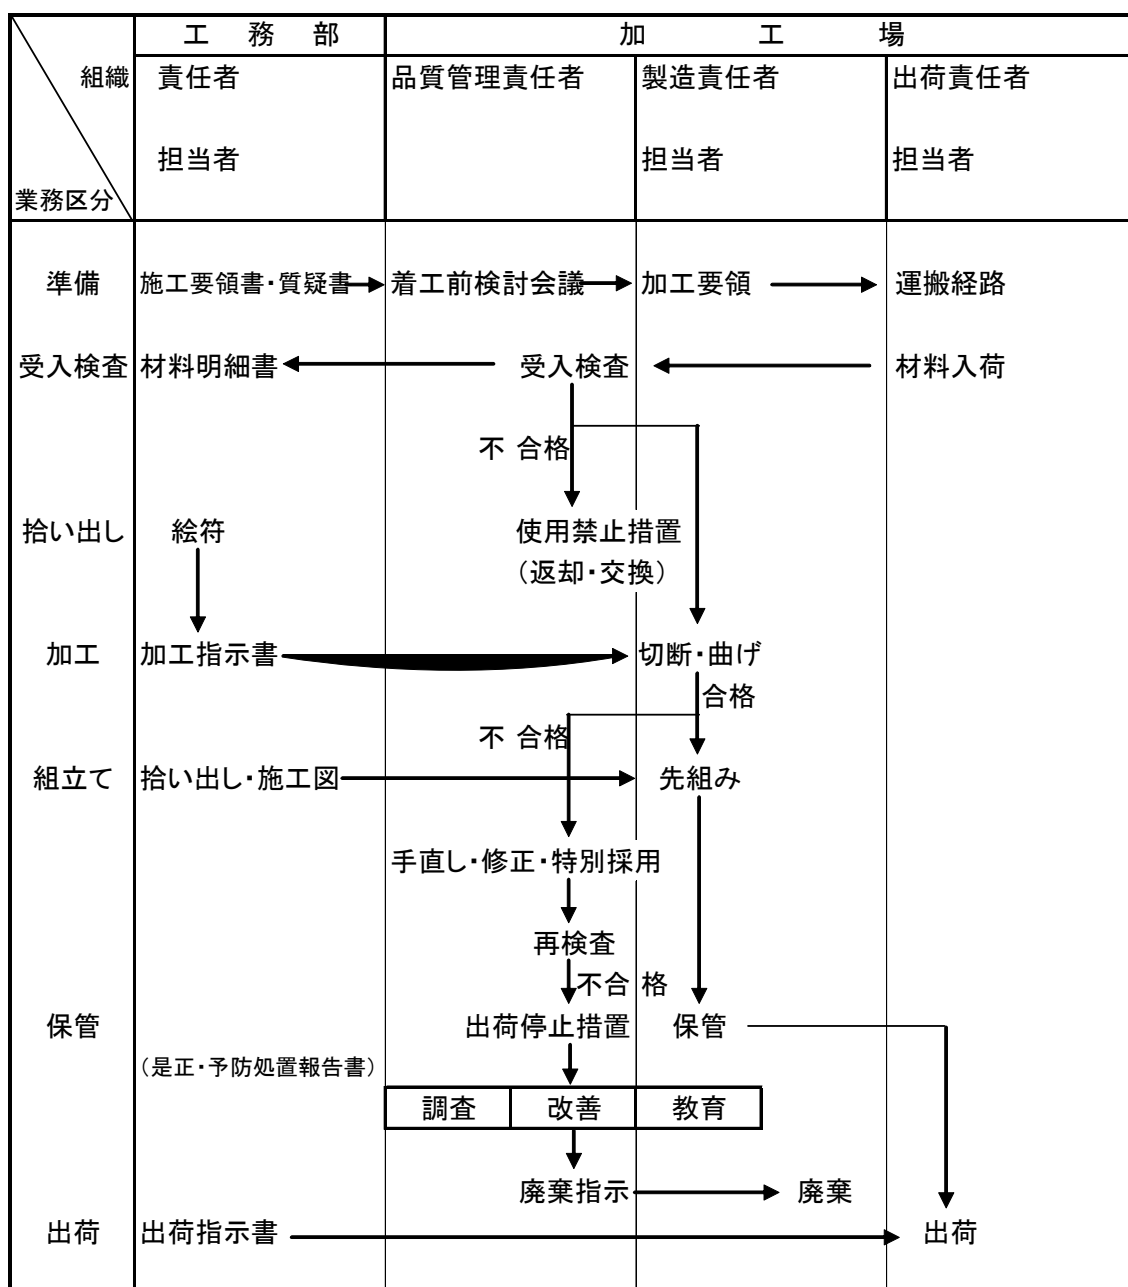 工 務 部
加 工 場
組織
責任者
品質管理責任者
製造責任者
出荷責任者
担当者
担当者
担当者
業務区分
準備
施工要領書・質疑書
着工前検討会議
加工要領
運搬経路
受入検査
材料明細書
受入検査
材料入荷
不 合格
拾い出し
絵符
使用禁止措置
（返却・交換）
加工
加工指示書
切断・曲げ
合格
不 合格
組立て
拾い出し・施工図
先組み
手直し・修正・特別採用
再検査
不合 格
保管
出荷停止措置
保管
（是正・予防処置報告書）
調査
改善
教育
廃棄指示
廃棄
出荷
出荷指示書
出荷